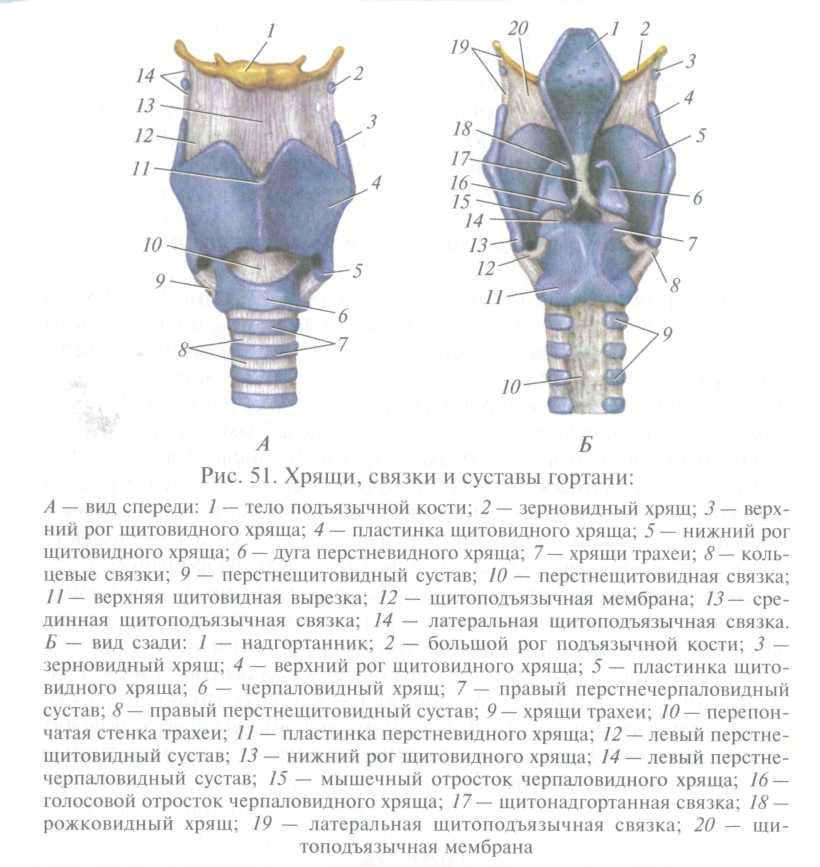 1
14
2
13
12
3
11
4
10
9
5
6
8
7
А
20
1
2
19
3
4
18
5
17
16
15
6
14
13
7
12
8
11
9
10
Б
Рис. 51. Хрящи, связки и суставы гортани:
А — вид спереди: 1 — тело подъязычной кости; 2 — зерновидный хрящ; 3 — верх-
ний рог щитовидного хряща; 4 — пластинка щитовидного хряща; 5 — нижний рог
щитовидного хряща; 6 — дуга перстневидного хряща; 7 — хрящи трахеи; 8 — коль-
цевые связки; 9 — перстнещитовидный сустав; 10 — перстнещитовидная связка;
11 — верхняя щитовидная вырезка; 12 — щитоподъязычная мембрана; 13 — сре-
динная щитоподъязычная связка; 14 — латеральная щитоподъязычная связка.
Б — вид сзади: 1 — надгортанник; 2 — большой рог подъязычной кости; 3 —
зерновидный хрящ; 4 — верхний рог щитовидного хряща; 5 — пластинка щито-
видного хряща; 6 — черпаловидный хрящ; 7 — правый перстнечерпаловидный
сустав; 8 — правый перстнещитовидный сустав; 9 — хрящи трахеи; 10 — перепон-
чатая стенка трахеи; 11 — пластинка перстневидного хряща; 12 — левый перстне-
щитовидный сустав; 13 — нижний рог щитовидного хряща; 14 — левый перстне-
черпаловидный сустав; 15 — мышечный отросток черпаловидного хряща; 16 —
голосовой отросток черпаловидного хряща; 17 — щитонадгортанная связка; 18 —
рожковидный хрящ; 19 — латеральная щитоподъязычная связка; 20 — щи-
топодъязычная мембрана